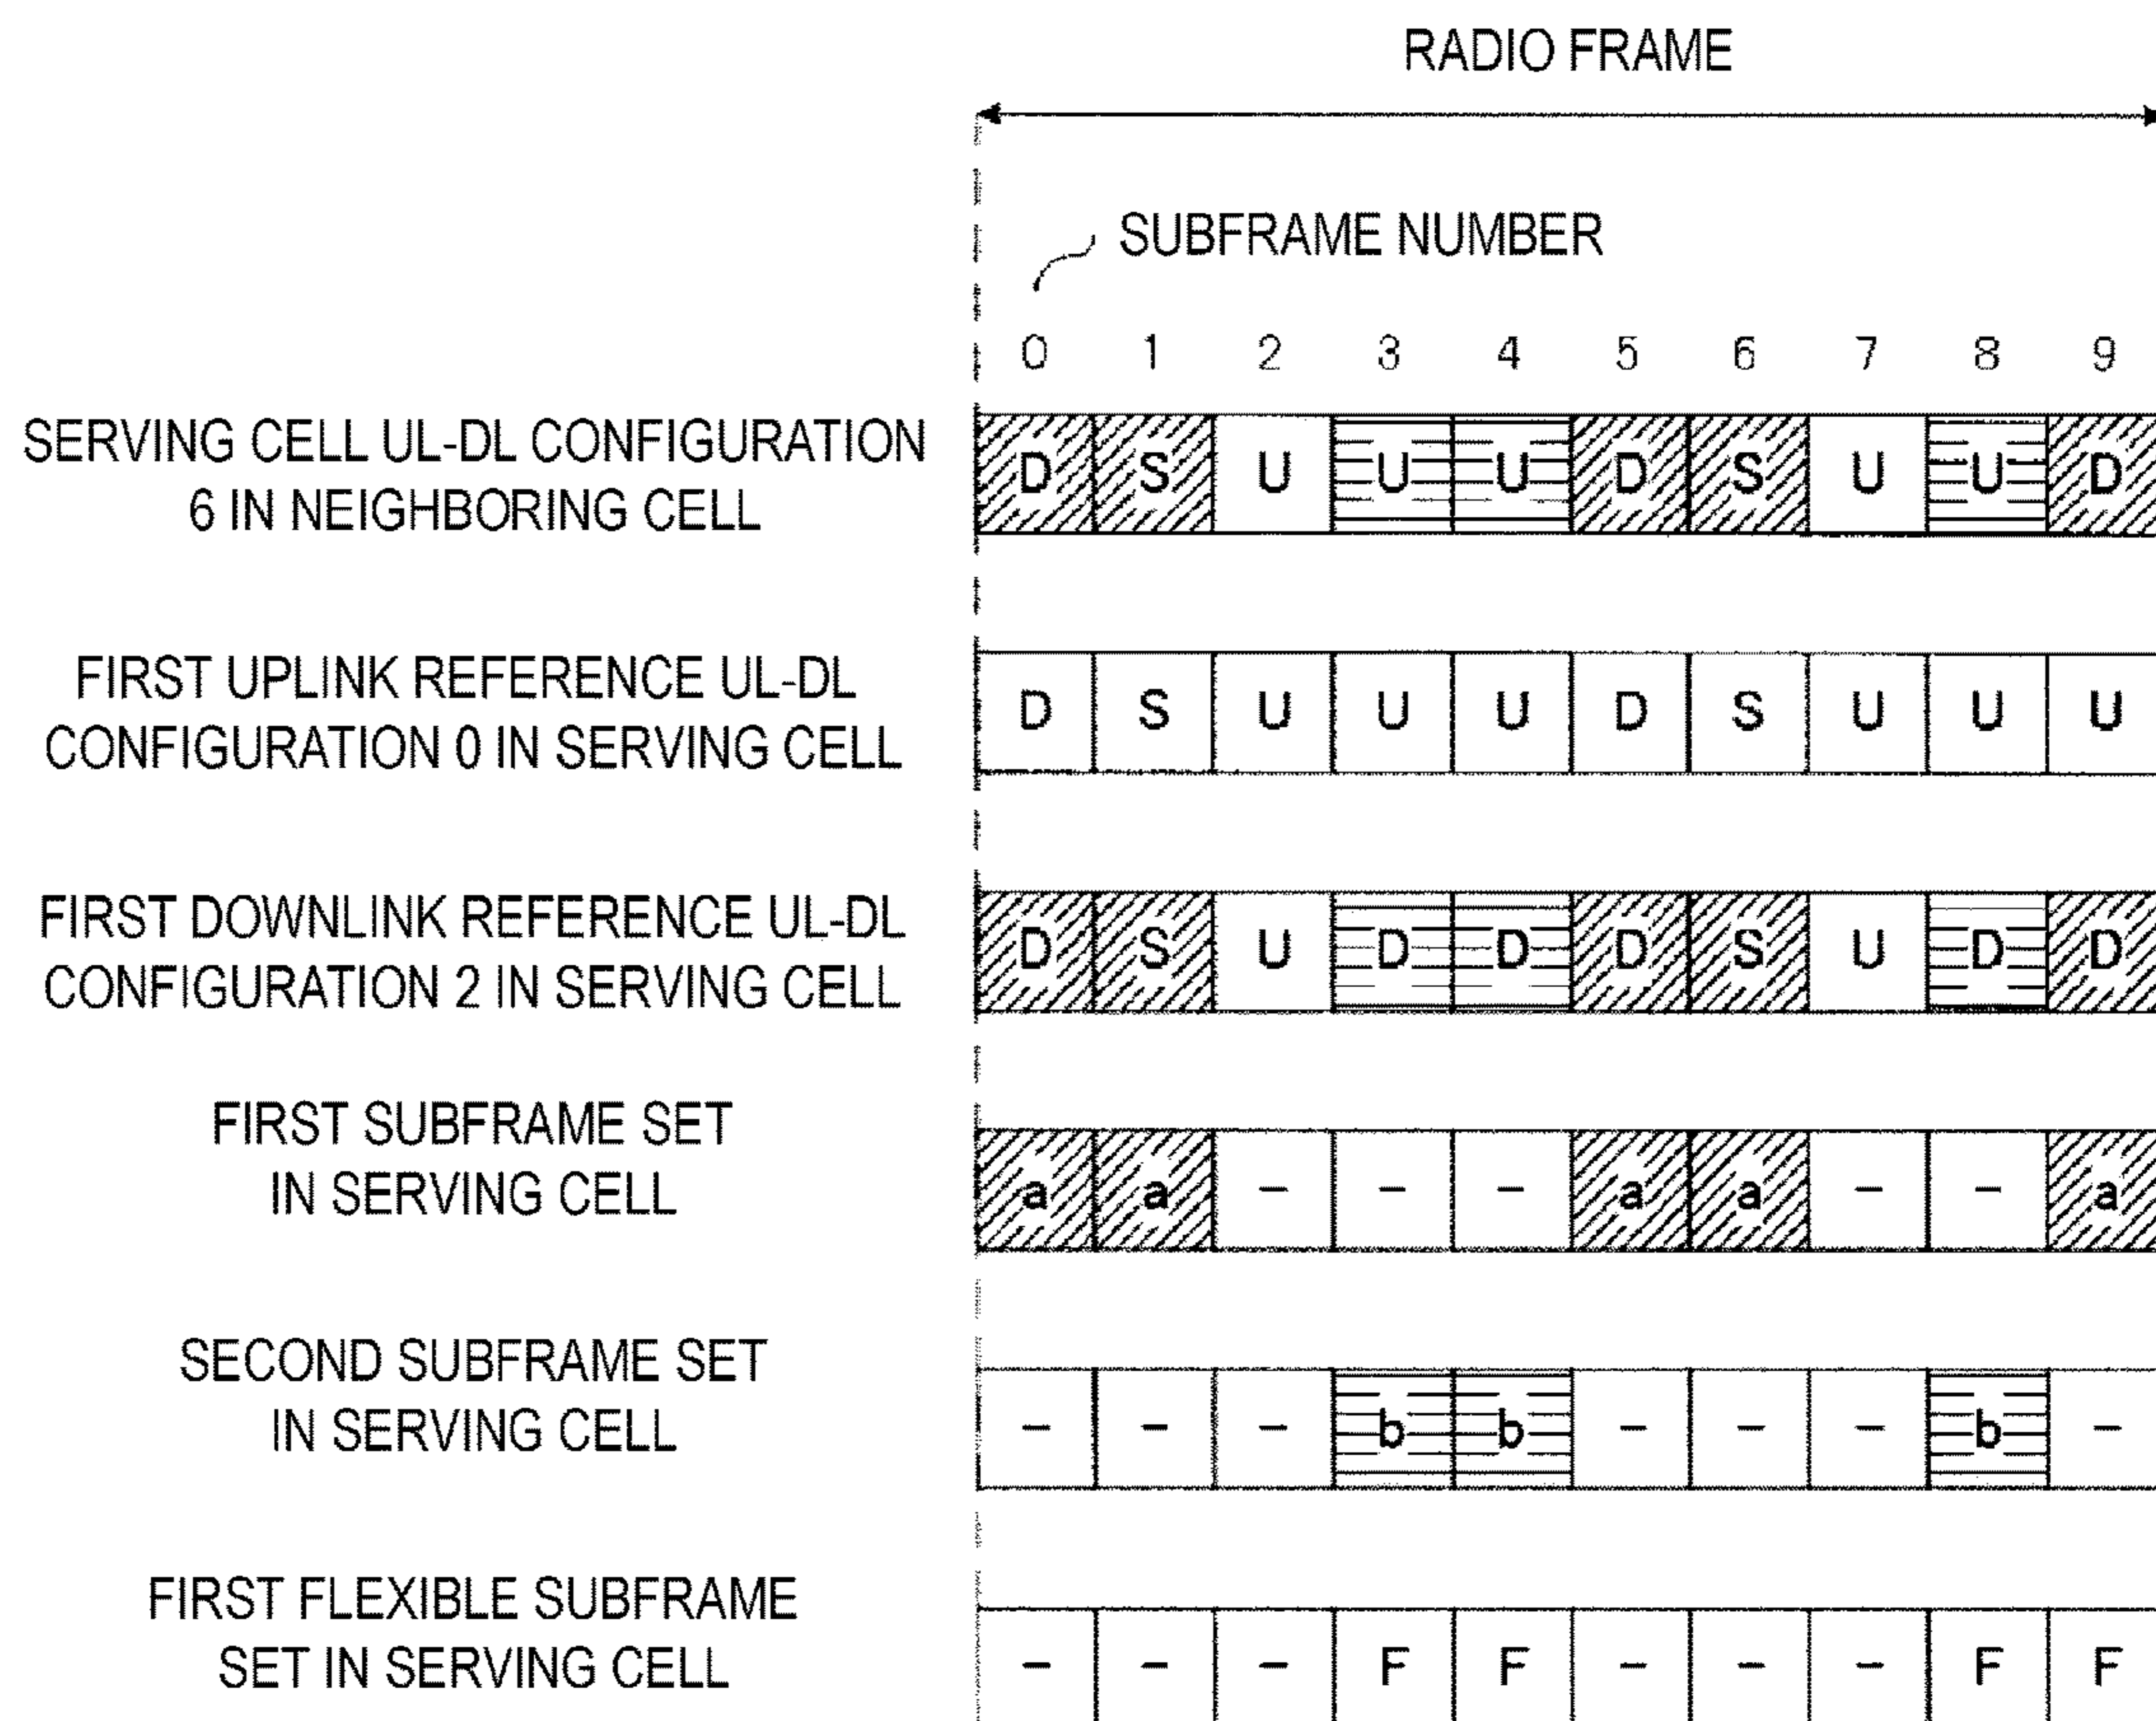 RADIO FRAME
SUBFRAME NUMBER
0 1 2 3 4 5 6 7 8 9
SERVING CELL UL-DL CONFIGURATION
6 IN NEIGHBORING CELL
D S U U U D S U U D
FIRST UPLINK REFERENCE UL-DL
CONFIGURATION 0 IN SERVING CELL
D S U U U D S U U U
FIRST DOWNLINK REFERENCE UL-DL
CONFIGURATION 2 IN SERVING CELL
D S U D D D S U D D
FIRST SUBFRAME SET
IN SERVING CELL
a a – – – a a – – a
SECOND SUBFRAME SET
IN SERVING CELL
– – – b b – – – b –
FIRST FLEXIBLE SUBFRAME
SET IN SERVING CELL
– – – F F – – – F F